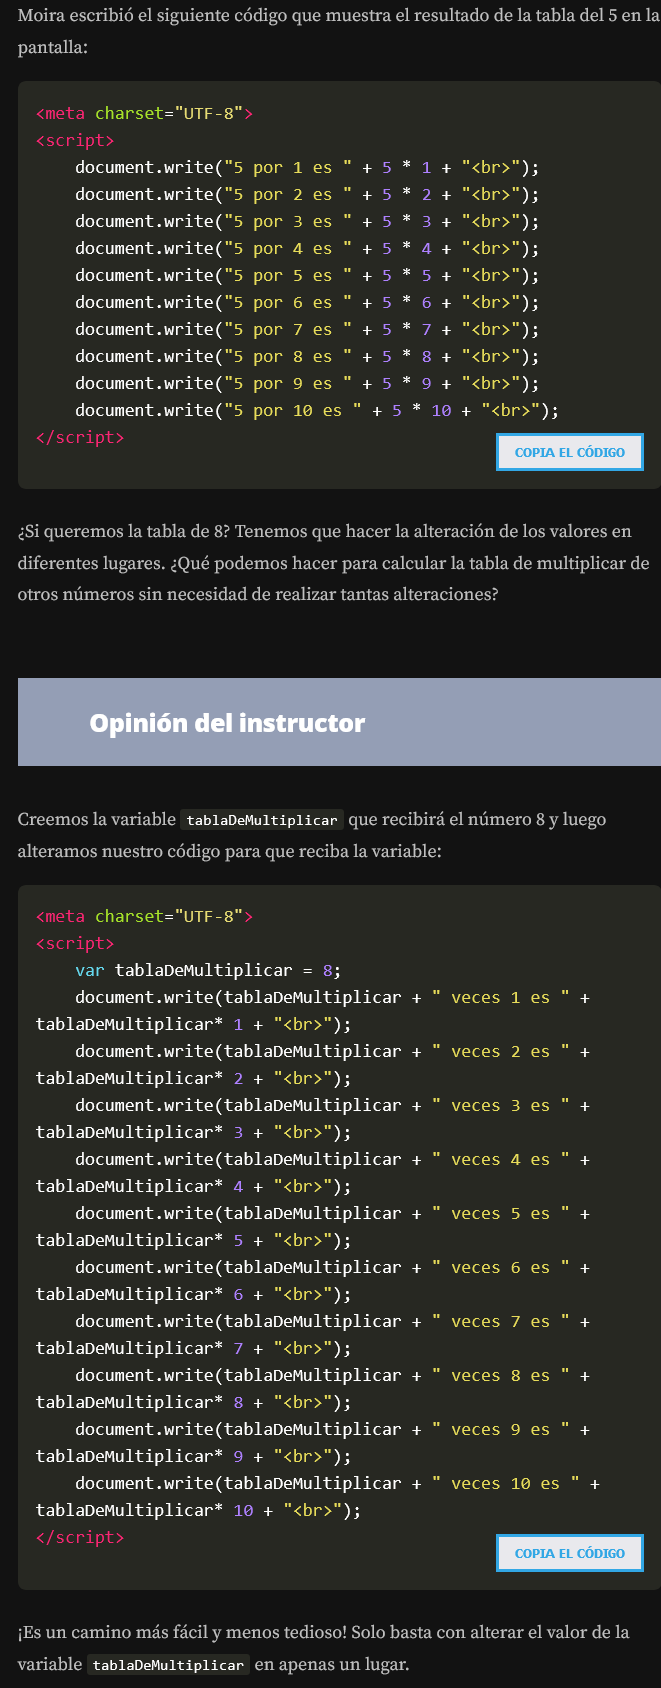 Moira escribió el siguiente código que muestra el resultado de la tabla del 5 en la
pantalla:
<meta charset="UTF-8">
<script>
    document.write("5 por 1 es " + 5 * 1 + "<br>");
    document.write("5 por 2 es " + 5 * 2 + "<br>");
    document.write("5 por 3 es " + 5 * 3 + "<br>");
    document.write("5 por 4 es " + 5 * 4 + "<br>");
    document.write("5 por 5 es " + 5 * 5 + "<br>");
    document.write("5 por 6 es " + 5 * 6 + "<br>");
    document.write("5 por 7 es " + 5 * 7 + "<br>");
    document.write("5 por 8 es " + 5 * 8 + "<br>");
    document.write("5 por 9 es " + 5 * 9 + "<br>");
    document.write("5 por 10 es " + 5 * 10 + "<br>");
</script>
COPIA EL CÓDIGO
¿Si queremos la tabla de 8? Tenemos que hacer la alteración de los valores en
diferentes lugares. ¿Qué podemos hacer para calcular la tabla de multiplicar de
otros números sin necesidad de realizar tantas alteraciones?
Opinión del instructor
Creemos la variable tablaDeMultiplicar que recibirá el número 8 y luego
alteramos nuestro código para que reciba la variable:
<meta charset="UTF-8">
<script>
    var tablaDeMultiplicar = 8;
    document.write(tablaDeMultiplicar + " veces 1 es " +
tablaDeMultiplicar* 1 + "<br>");
    document.write(tablaDeMultiplicar + " veces 2 es " +
tablaDeMultiplicar* 2 + "<br>");
    document.write(tablaDeMultiplicar + " veces 3 es " +
tablaDeMultiplicar* 3 + "<br>");
    document.write(tablaDeMultiplicar + " veces 4 es " +
tablaDeMultiplicar* 4 + "<br>");
    document.write(tablaDeMultiplicar + " veces 5 es " +
tablaDeMultiplicar* 5 + "<br>");
    document.write(tablaDeMultiplicar + " veces 6 es " +
tablaDeMultiplicar* 6 + "<br>");
    document.write(tablaDeMultiplicar + " veces 7 es " +
tablaDeMultiplicar* 7 + "<br>");
    document.write(tablaDeMultiplicar + " veces 8 es " +
tablaDeMultiplicar* 8 + "<br>");
    document.write(tablaDeMultiplicar + " veces 9 es " +
tablaDeMultiplicar* 9 + "<br>");
    document.write(tablaDeMultiplicar + " veces 10 es " +
tablaDeMultiplicar* 10 + "<br>");
</script>
COPIA EL CÓDIGO
¡Es un camino más fácil y menos tedioso! Solo basta con alterar el valor de la
variable tablaDeMultiplicar en apenas un lugar.